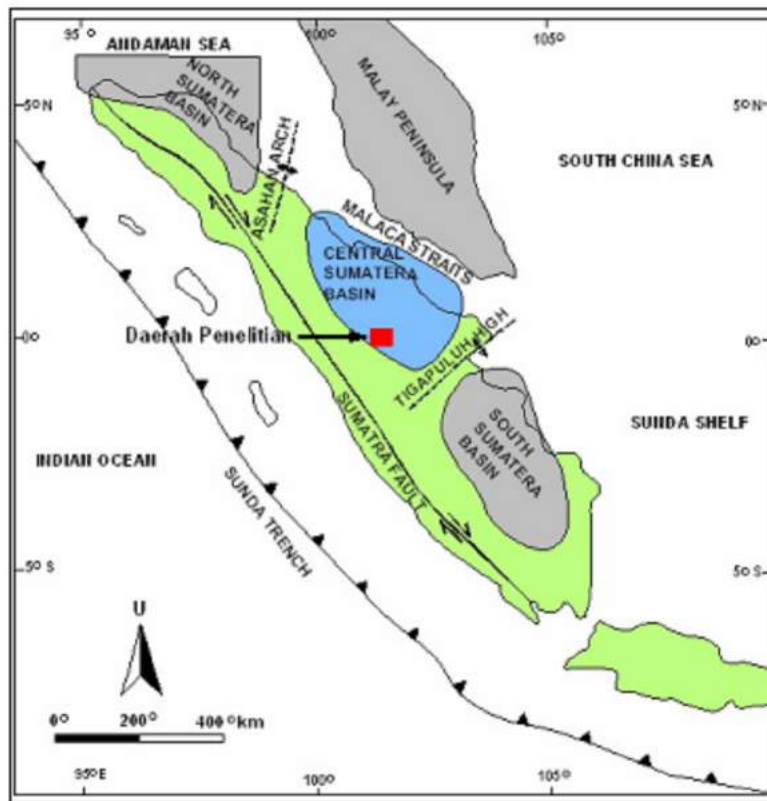 95°
100°
105°
ANDAMAN SEA
NORTH
SUMATERA
BASIN
MALAY PENINSULA
5°N
5°N
SOUTH CHINA SEA
ASAHAN ARCH
MALACA STRAITS
CENTRAL
SUMATERA
BASIN
0°
Daerah Penelitian
0°
TIGAPULUH HIGH
SUMATRA FAULT
SOUTH
SUMATERA
BASIN
SUNDA SHELF
INDIAN OCEAN
SUNDA TRENCH
5°S
5°S
U
0° 200° 400°km
95°E
100°
105°